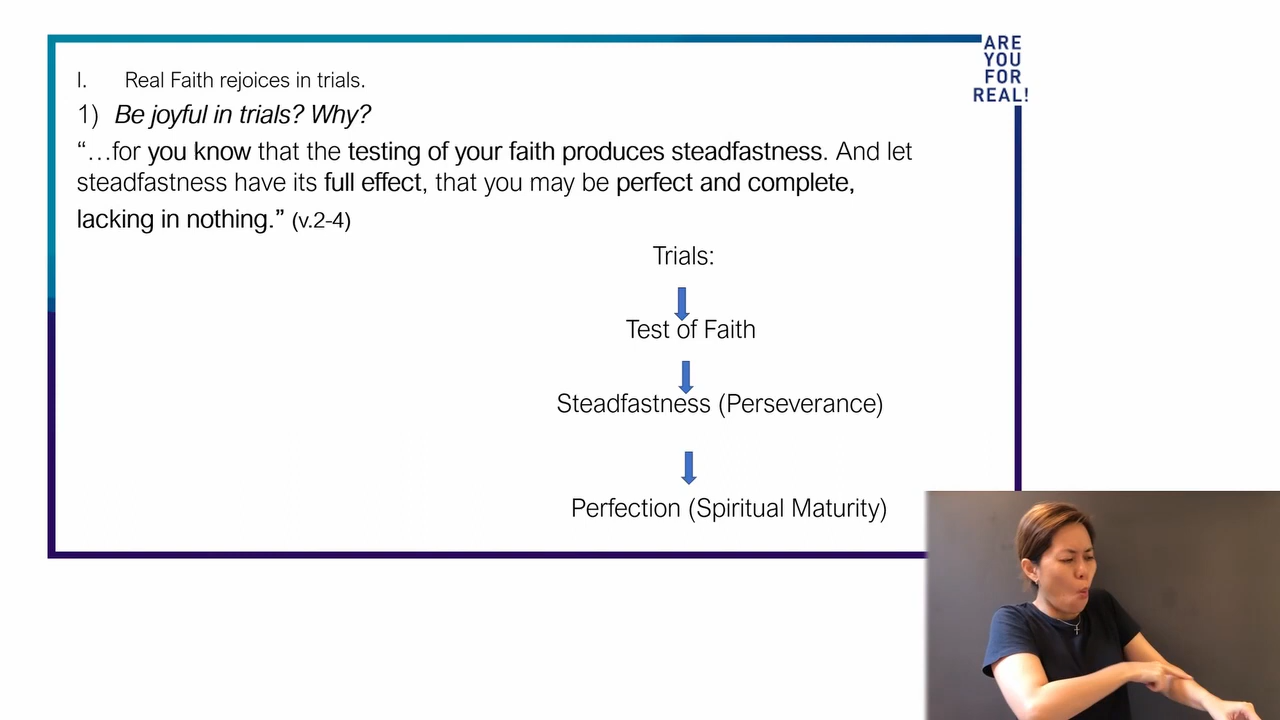 ARE
YOU
FOR
REAL!
I. Real Faith rejoices in trials.
1) Be joyful in trials? Why?
“…for you know that the testing of your faith produces steadfastness. And let
steadfastness have its full effect, that you may be perfect and complete,
lacking in nothing.” (v.2-4)
Trials:
Test of Faith
Steadfastness (Perseverance)
Perfection (Spiritual Maturity)